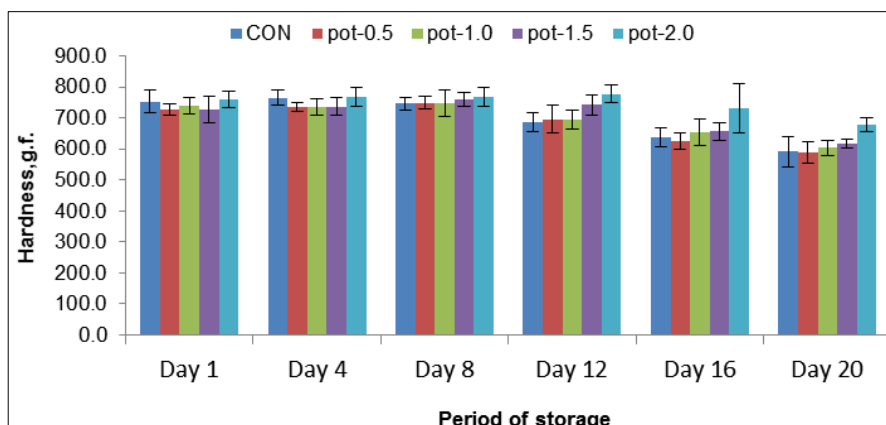 CON pot-0.5 pot-1.0 pot-1.5 pot-2.0
900.0
800.0
700.0
600.0
500.0
400.0
300.0
200.0
100.0
0.0
Hardness,g.f.
Day 1 Day 4 Day 8 Day 12 Day 16 Day 20
Period of storage